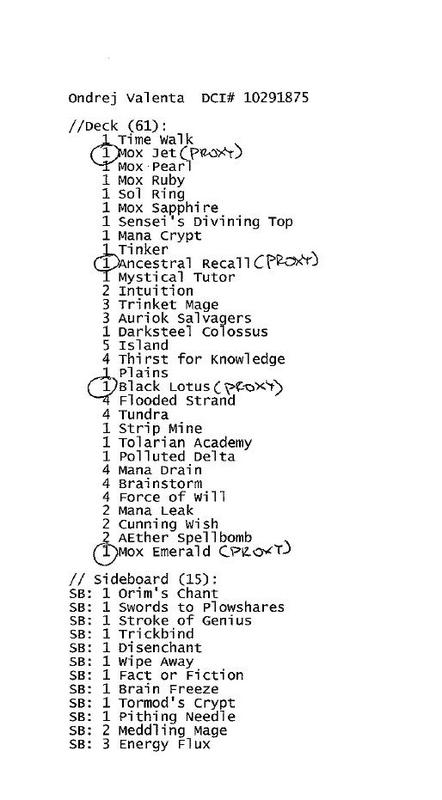 Ondrej Valenta  DCI# 10291875
//Deck (61):
1 Time Walk
1 Mox Jet (PROXY)
1 Mox Pearl
1 Mox Ruby
1 Sol Ring
1 Mox Sapphire
1 Sensei's Divining Top
1 Mana Crypt
1 Tinker
1 Ancestral Recall (PROXY)
1 Mystical Tutor
2 Intuition
3 Trinket Mage
3 Auriok Salvagers
1 Darksteel Colossus
5 Island
4 Thirst for Knowledge
1 Plains
1 Black Lotus (PROXY)
4 Flooded Strand
4 Tundra
1 Strip Mine
1 Tolarian Academy
1 Polluted Delta
4 Mana Drain
4 Brainstorm
4 Force of Will
2 Mana Leak
2 Cunning Wish
2 AEther Spellbomb
1 Mox Emerald (PROXY)
// Sideboard (15):
SB: 1 Orim's Chant
SB: 1 Swords to Plowshares
SB: 1 Stroke of Genius
SB: 1 Trickbind
SB: 1 Disenchant
SB: 1 Wipe Away
SB: 1 Fact or Fiction
SB: 1 Brain Freeze
SB: 1 Tormod's Crypt
SB: 1 Pithing Needle
SB: 2 Meddling Mage
SB: 3 Energy Flux